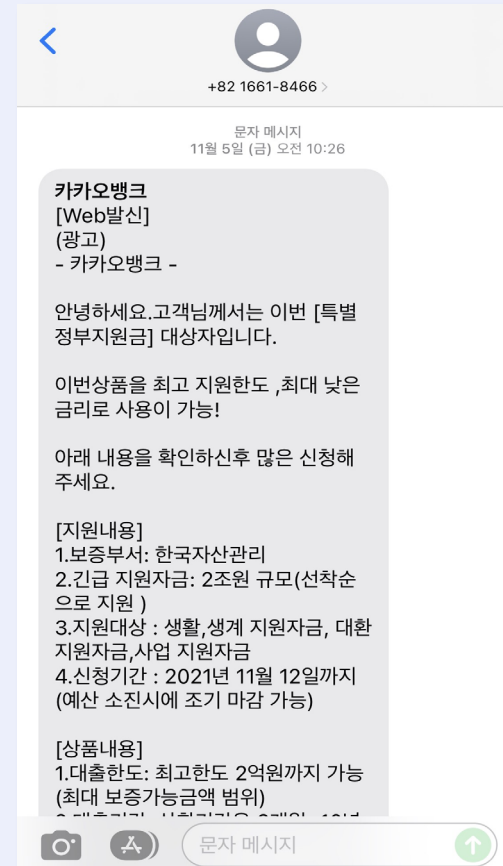 +82 1661-8466
문자 메시지
11월 5일 (금) 오전 10:26
카카오뱅크
[Web발신]
(광고)
- 카카오뱅크 -
안녕하세요.고객님께서는 이번 [특별
정부지원금] 대상자입니다.
이번상품을 최고 지원한도 ,최대 낮은
금리로 사용이 가능!
아래 내용을 확인하신후 많은 신청해
주세요.
[지원내용]
1.보증부서: 한국자산관리
2.긴급 지원자금: 2조원 규모(선착순
으로 지원 )
3.지원대상 : 생활,생계 지원자금, 대환
지원자금,사업 지원자금
4.신청기간 : 2021년 11월 12일까지
(예산 소진시에 조기 마감 가능)
[상품내용]
1.대출한도: 최고한도 2억원까지 가능
(최대 보증가능금액 범위)
문자 메시지